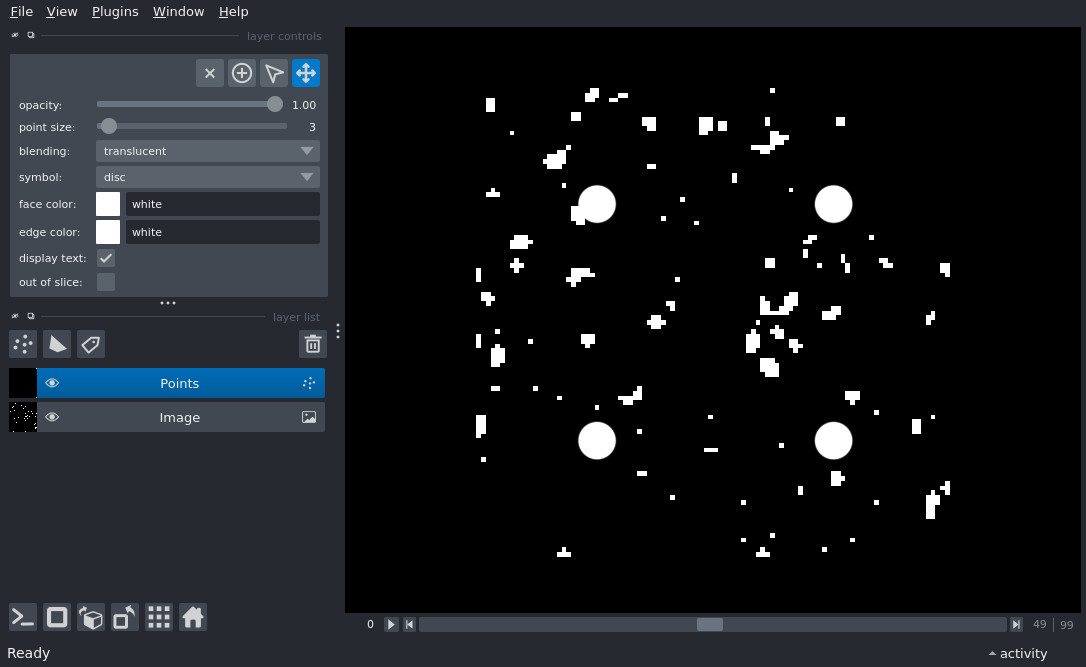 File View Plugins Window Help
layer controls
opacity: 1.00
point size: 3
blending: translucent
symbol: disc
face color: white
edge color: white
display text:
out of slice:
layer list
Points
Image
0 49 | 99
Ready activity